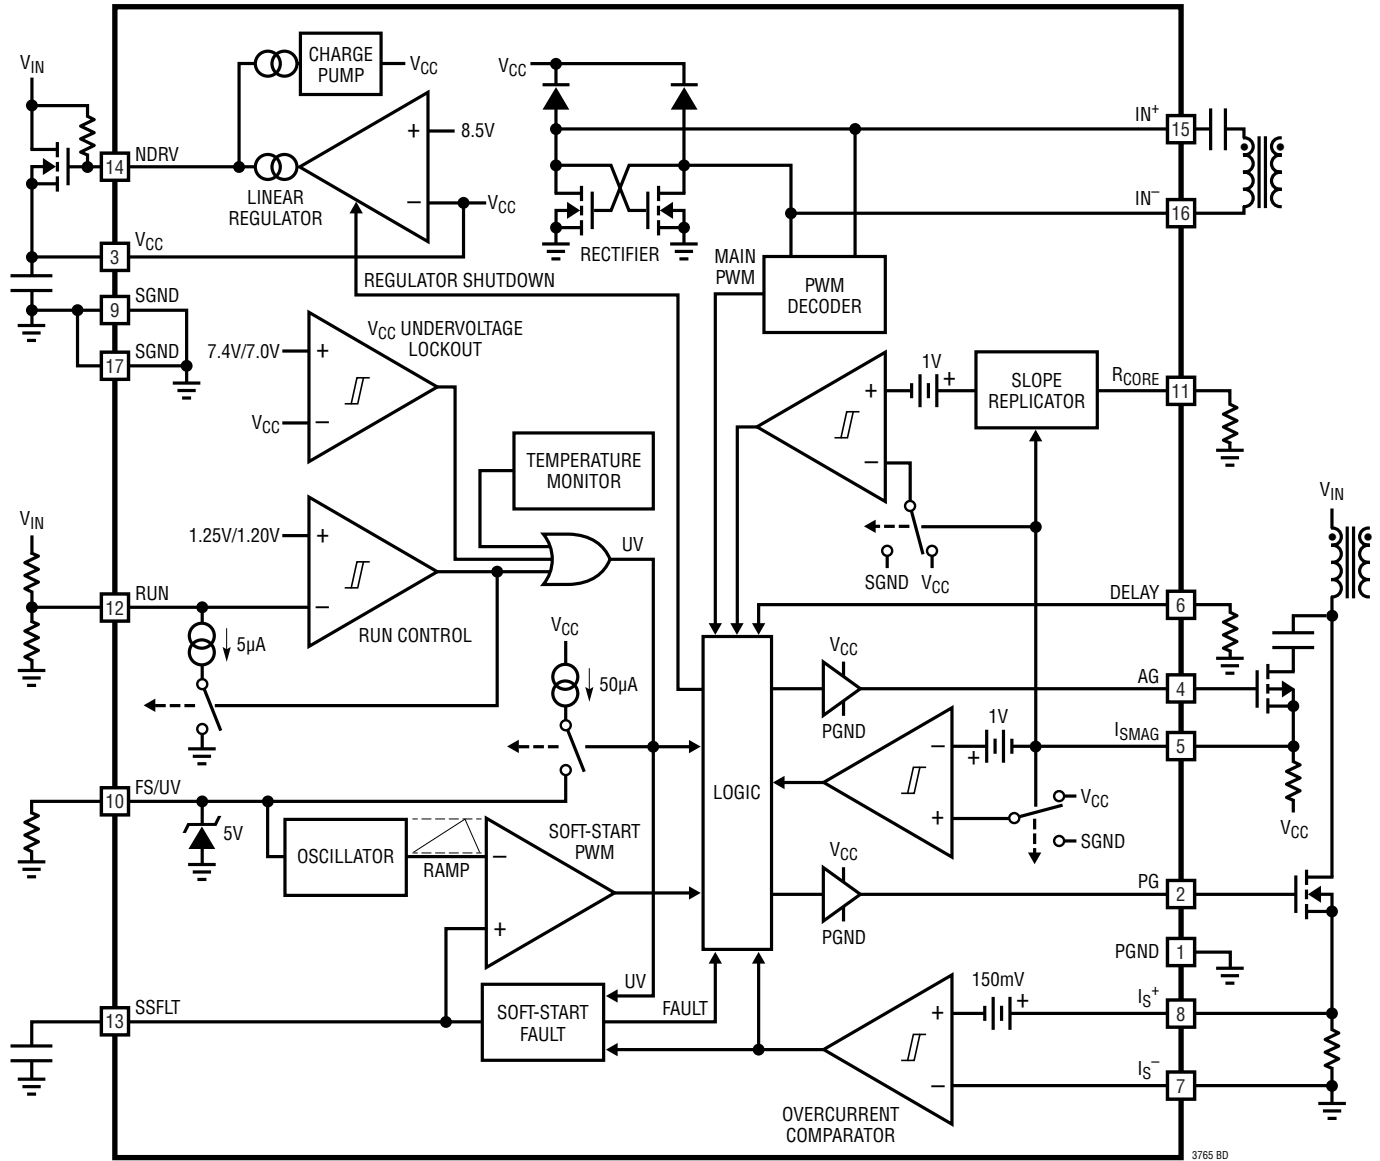 CHARGE
PUMP
VCC
VIN
8.5V
14
NDRV
LINEAR
REGULATOR
VCC
VCC
3
REGULATOR SHUTDOWN
SGND
9
SGND
17
VCC
RECTIFIER
IN+
15
IN−
16
MAIN
PWM
PWM
DECODER
VCC UNDERVOLTAGE
LOCKOUT
7.4V/7.0V
+
VCC
−
1V
+
SLOPE
REPLICATOR
RCORE
11
+
−
TEMPERATURE
MONITOR
SGND
VCC
VIN
1.25V/1.20V
+
−
UV
RUN
12
RUN CONTROL
5µA
VCC
50µA
VIN
DELAY
6
VCC
AG
4
PGND
1V
+
ISMAG
5
−
+
VCC
SGND
VCC
LOGIC
FS/UV
10
5V
OSCILLATOR
RAMP
−
+
SOFT-START
PWM
VCC
PG
2
PGND
PGND
1
UV
SSFLT
13
SOFT-START
FAULT
FAULT
150mV
+
IS+
8
+
−
IS−
7
OVERCURRENT
COMPARATOR
3765 BD